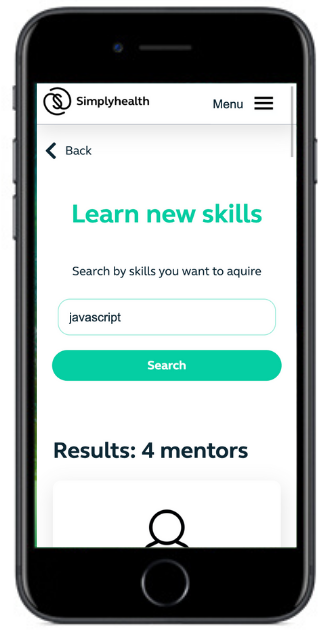 Simplyhealth
Menu
Back
Learn new skills
Search by skills you want to aquire
javascript
Search
Results: 4 mentors